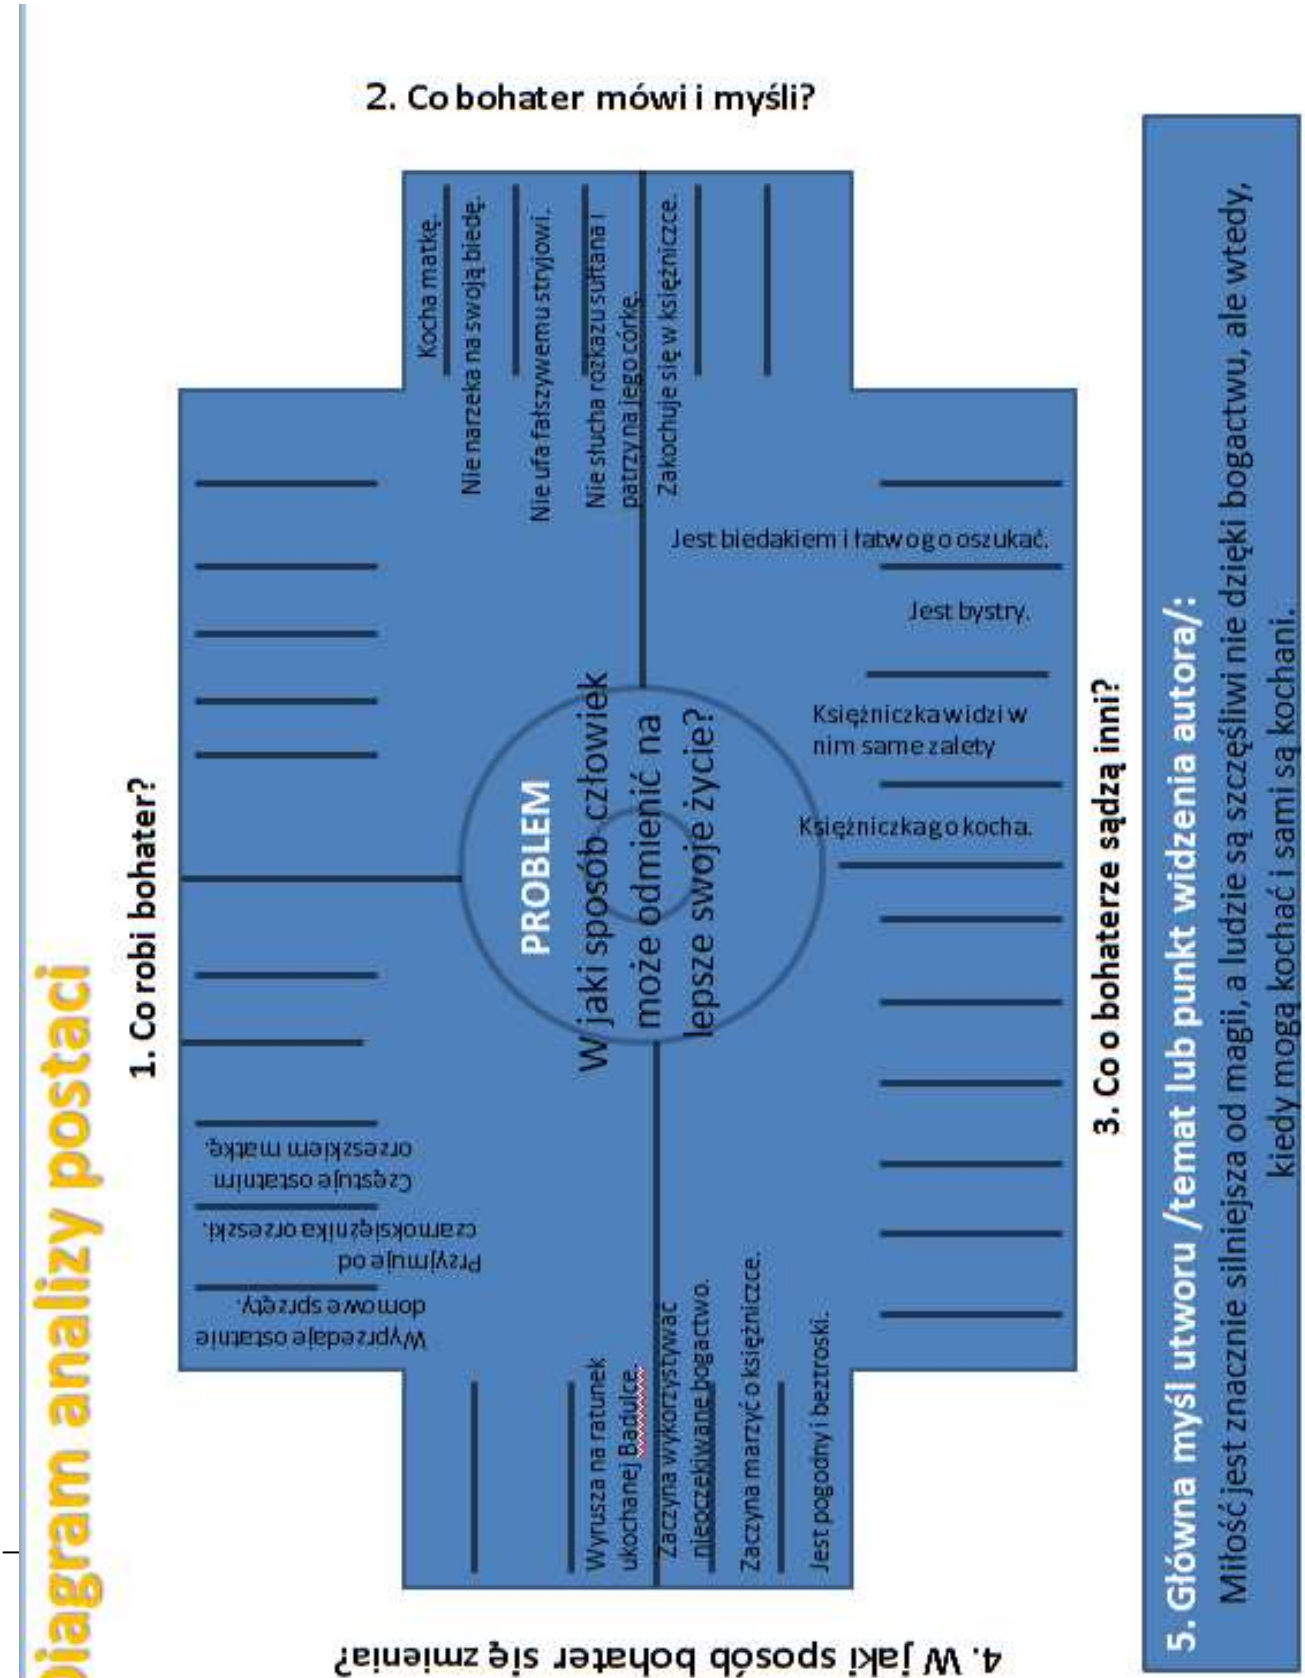 Diagram analizy postaci
1. Co robi bohater?
Wyprzedaje ostatnie
domowe sprzęty.
Przyjmuje od
czarnoksiężnika orzeszki.
Częstuje ostatnim
orzeszkiem matkę.
2. Co bohater mówi i myśli?
Kocha matkę.
Nie narzeka na swoją biedę.
Nie ufa fałszywemu stryjowi.
Nie słucha rozkazu sułtana i
patrzy na jego córkę.
Zakochuje się w księżniczce.
PROBLEM
W jaki sposób człowiek
może odmienić na
lepsze swoje życie?
Jest biedakiem i łatwo go oszukać.
Jest bystry.
Księżniczka widzi w
nim same zalety
Księżniczka go kocha.
3. Co o bohaterze sądzą inni?
4. W jaki sposób bohater się zmienia?
Wyrusza na ratunek
ukochanej Badulce.
Zaczyna wykorzystywac
nieoczekiwane bogactwo.
Zaczyna marzyć o księżniczce.
Jest pogodny i beztroski.
5. Główna myśl utworu /temat lub punkt widzenia autora/:
Miłość jest znacznie silniejsza od magii, a ludzie są szczęśliwi nie dzięki bogactwu, ale wtedy,
kiedy mogą kochać i sami są kochani.